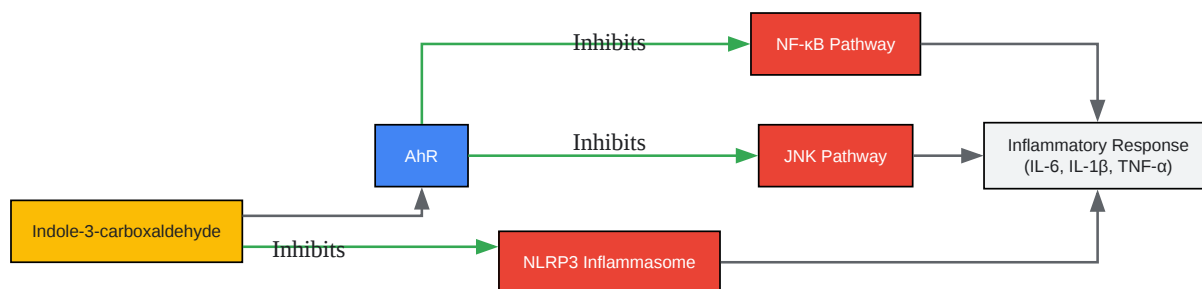 Inhibits
NF-κB Pathway
AhR
Inhibits
JNK Pathway
Inflammatory Response
(IL-6, IL-1β, TNF-α)
Indole-3-carboxaldehyde
Inhibits
NLRP3 Inflammasome